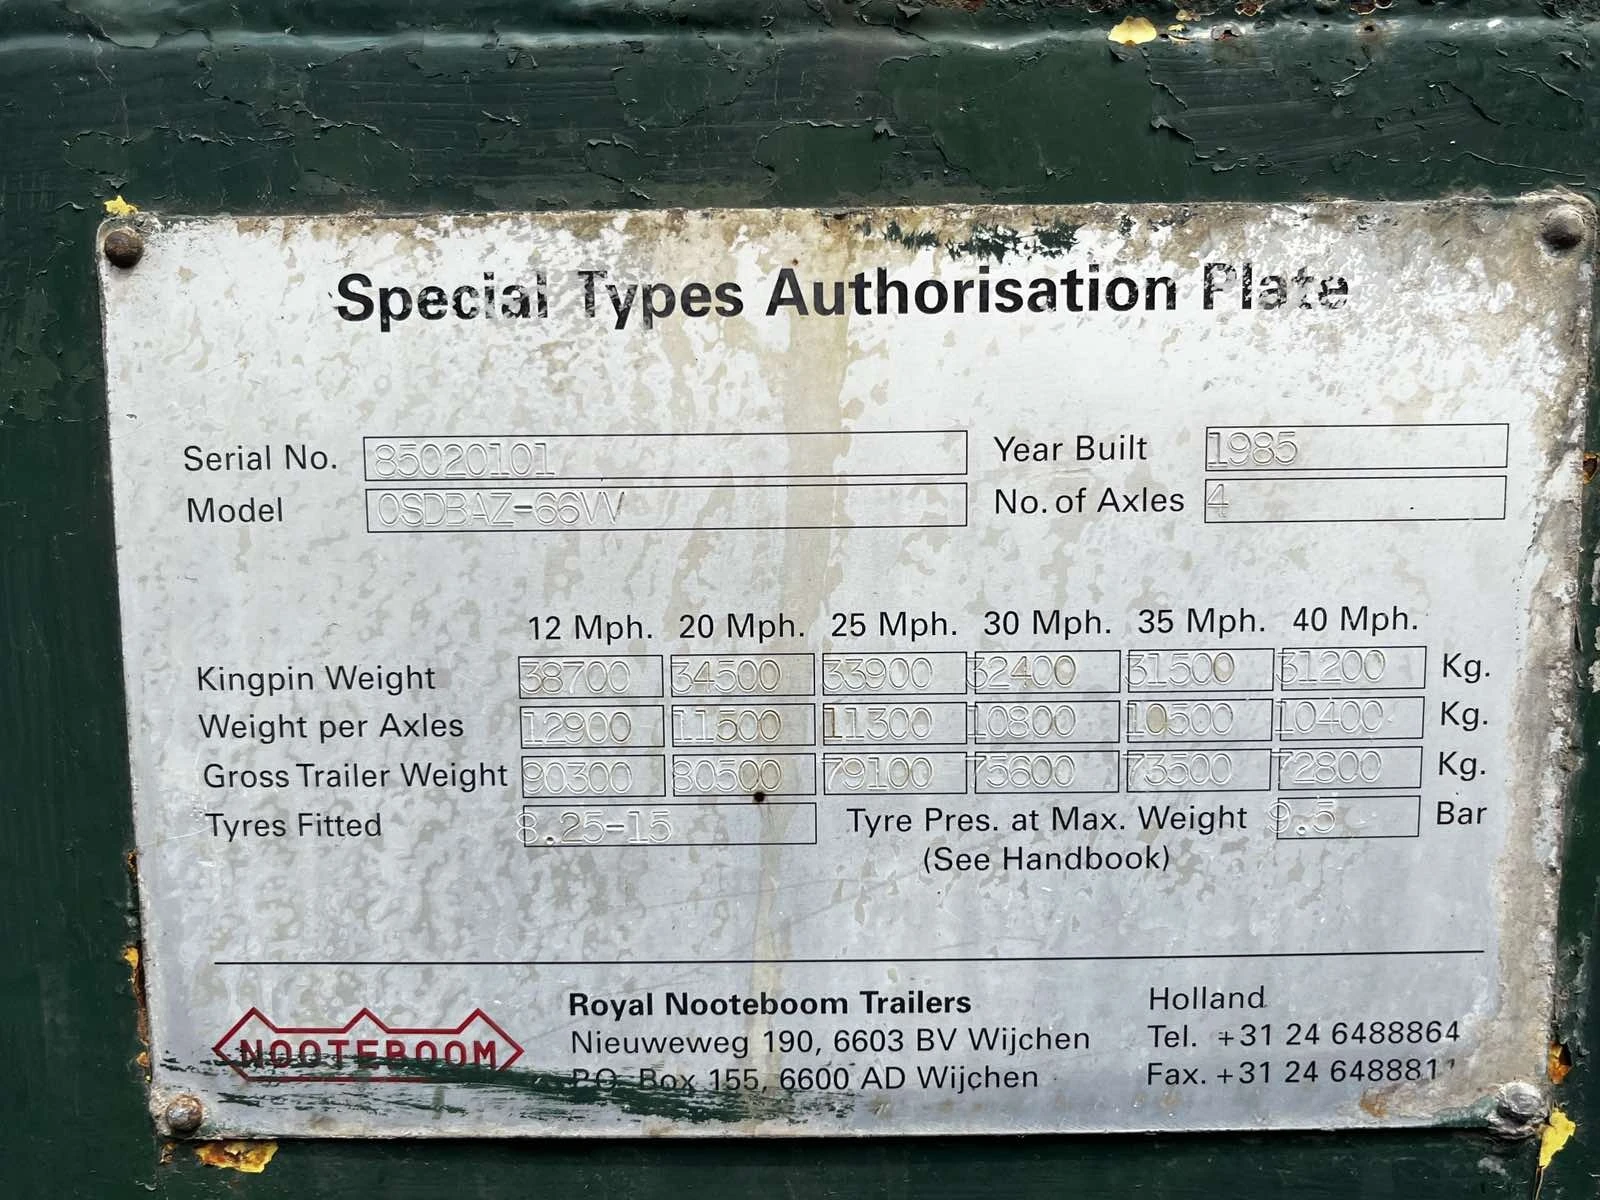 Special Types Authorisation Plate
Serial No. 85020101 Year Built 1985
Model OSDBAZ-66VV No. of Axles 4
12 Mph. 20 Mph. 25 Mph. 30 Mph. 35 Mph. 40 Mph.
Kingpin Weight 38700 34500 33900 32400 31500 31200 Kg.
Weight per Axles 12900 11500 11300 10800 10500 10400 Kg.
Gross Trailer Weight 90300 80500 79100 75600 73500 72800 Kg.
Tyres Fitted 8.25-15 Tyre Pres. at Max. Weight 9.5 Bar
(See Handbook)
NOOTEBOOM
Royal Nooteboom Trailers Holland
Nieuweweg 190, 6603 BV Wijchen Tel. +31 24 6488864
P.O. Box 155, 6600 AD Wijchen Fax. +31 24